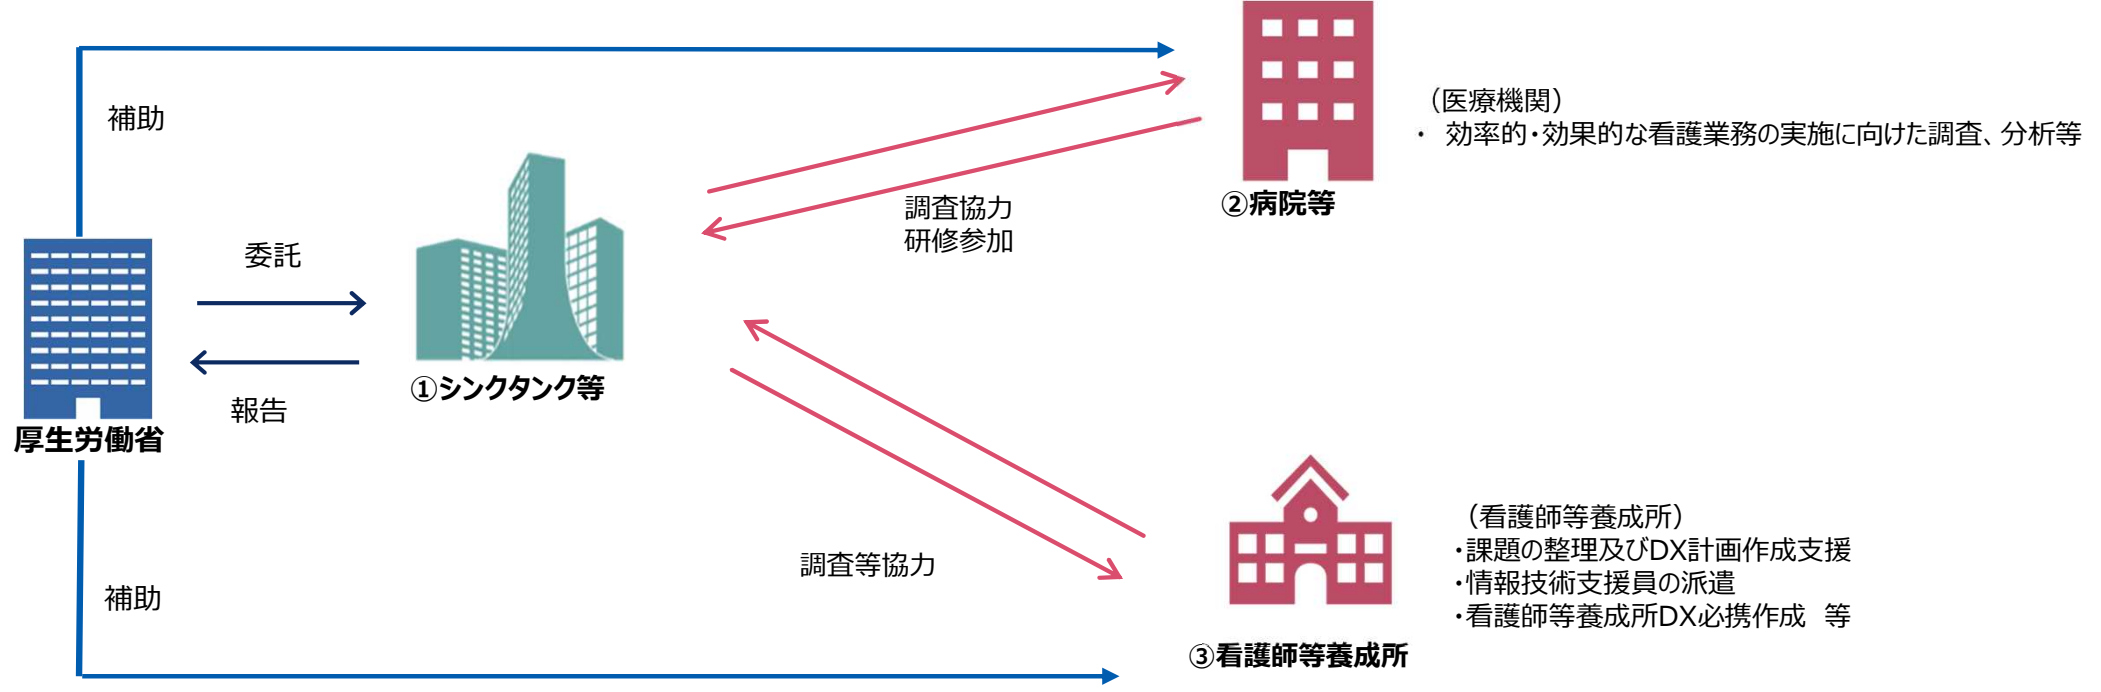 補助
(医療機関)
・ 効率的・効果的な看護業務の実施に向けた調査、分析等
②病院等
調査協力
研修参加
委託
①シンクタンク等
報告
厚生労働省
(看護師等養成所)
・課題の整理及びDX計画作成支援
・情報技術支援員の派遣
・看護師等養成所DX必携作成 等
調査等協力
補助
③看護師等養成所